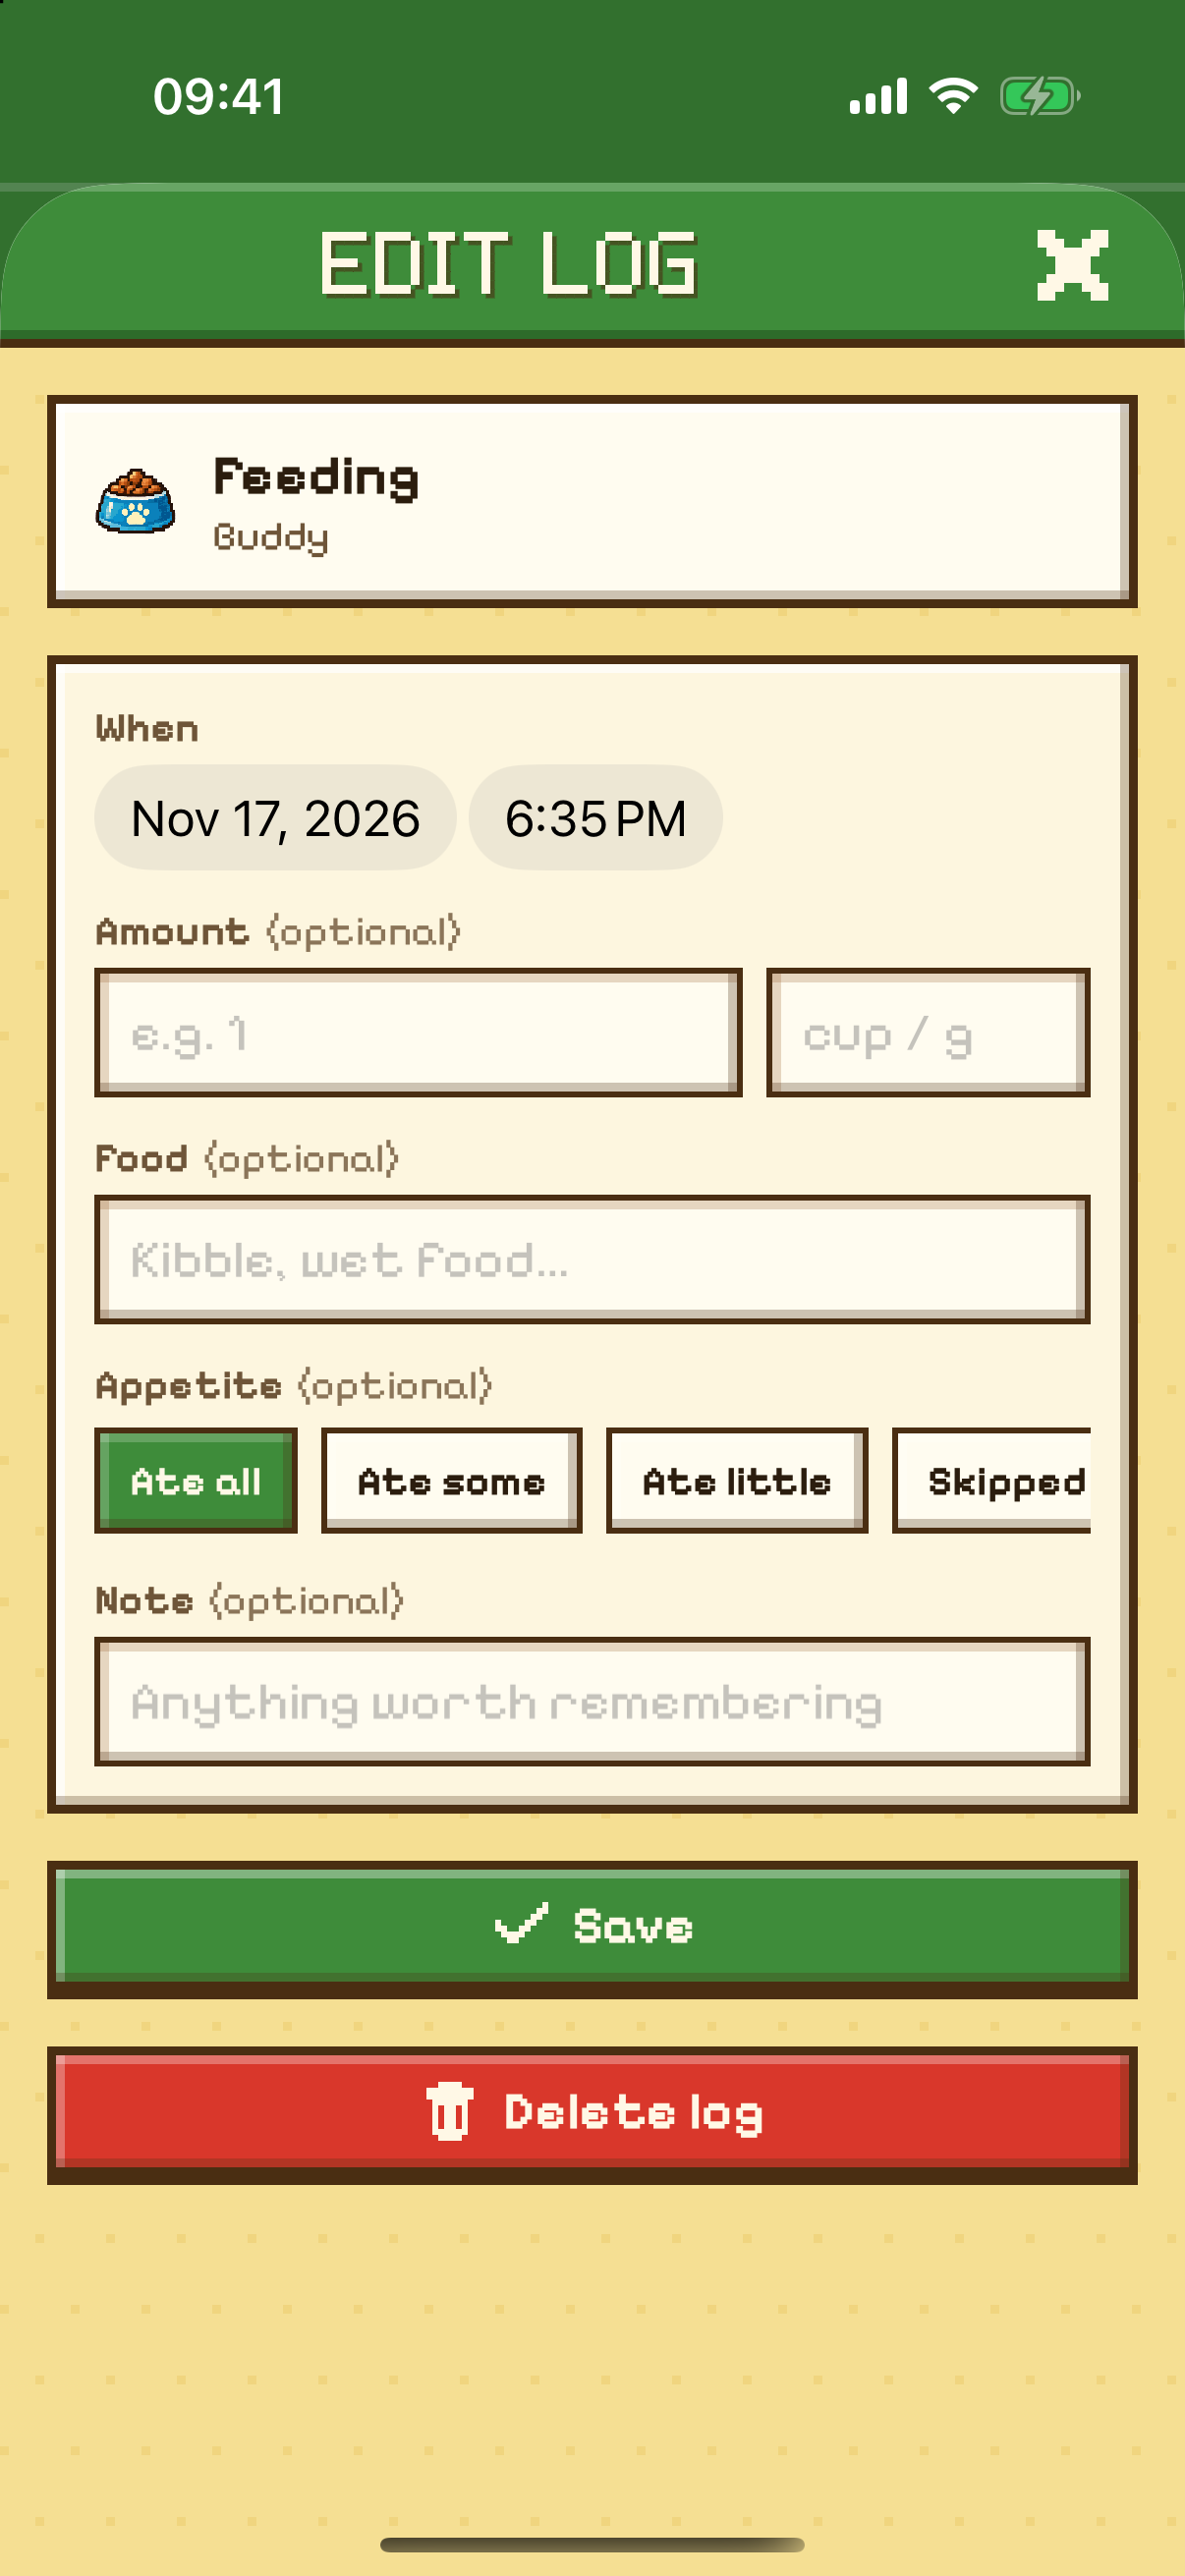 09:41
EDIT LOG
Feeding
Buddy
When
Nov 17, 2026 6:35 PM
Amount (optional)
e.g. 1 cup / g
Food (optional)
Kibble, wet food...
Appetite (optional)
Ate all Ate some Ate little Skipped
Note (optional)
Anything worth remembering
Save
Delete log